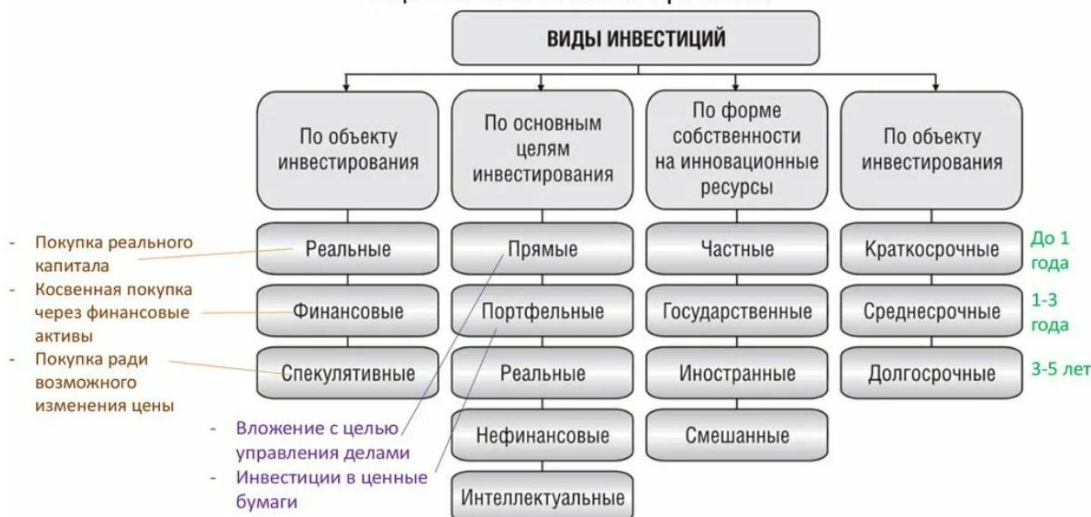 ВИДЫ ИНВЕСТИЦИЙ
По объекту
инвестирования
По основным
целям
инвестирования
По форме
собственности
на инновационные
ресурсы
По объекту
инвестирования
- Покупка реального
капитала
- Косвенная покупка
через финансовые
активы
- Покупка ради
возможного
изменения цены
Реальные
Финансовые
Спекулятивные
Прямые
Портфельные
Реальные
Нефинансовые
Интеллектуальные
- Вложение с целью
управления делами
- Инвестиции в ценные
бумаги
Частные
Государственные
Иностранные
Смешанные
Краткосрочные
Среднесрочные
Долгосрочные
До 1
года
1-3
года
3-5 лет